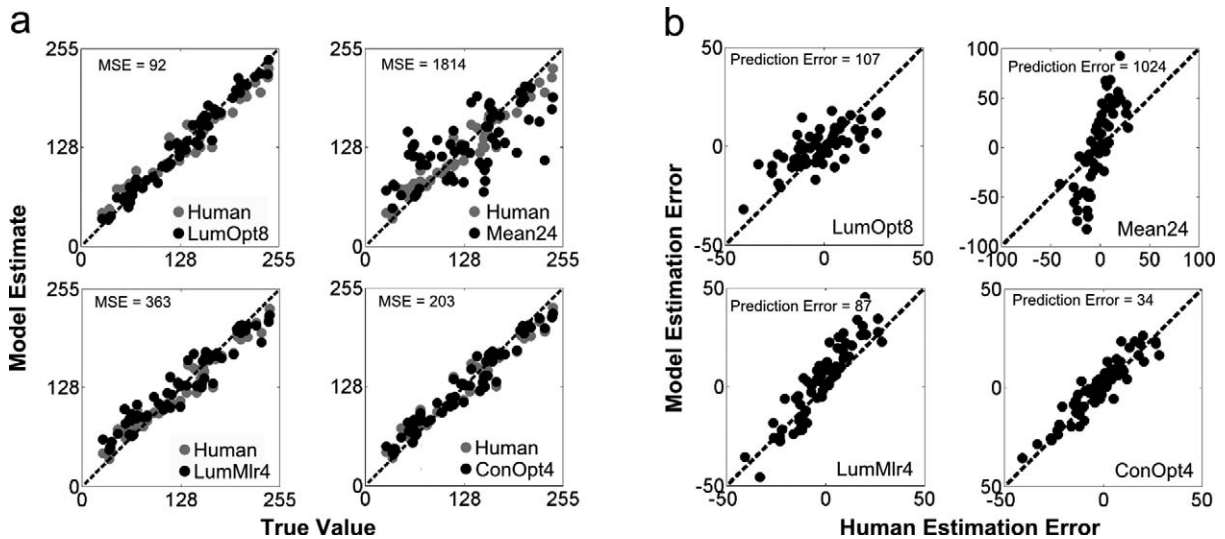 a
255
MSE = 92
128
Human
LumOpt8
0
0
128
255
255
MSE = 1814
128
Human
Mean24
0
0
128
255
255
MSE = 363
128
Human
LumMlr4
0
0
128
255
255
MSE = 203
128
Human
ConOpt4
0
0
128
255
Model Estimate
True Value
b
50
Prediction Error = 107
0
LumOpt8
-50
-50
0
50
100
Prediction Error = 1024
50
0
-50
Mean24
-100
-100
-50
0
50
100
50
Prediction Error = 87
0
LumMlr4
-50
-50
0
50
50
Prediction Error = 34
0
ConOpt4
50
-50
0
50
Model Estimation Error
Human Estimation Error